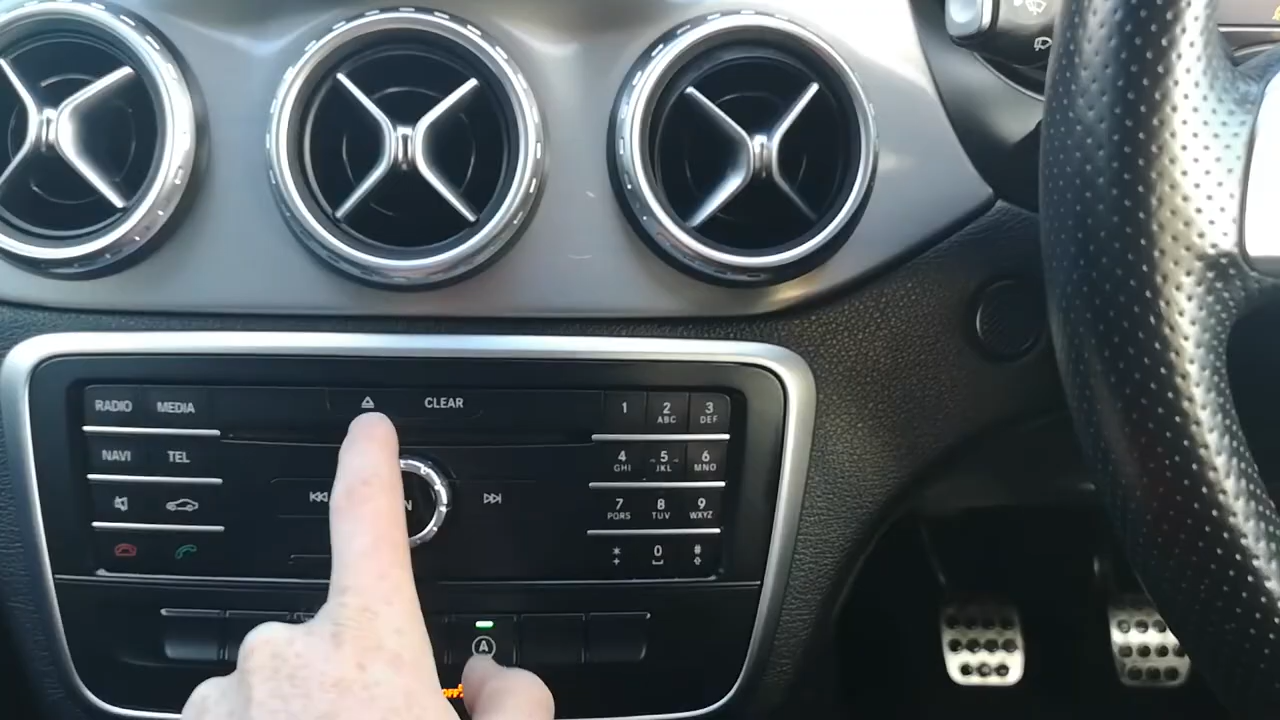 RADIO MEDIA CLEAR 1 2 ABC 3 DEF
NAVI TEL 4 GHI 5 JKL 6 MNO
7 PQRS 8 TUV 9 WXYZ
* + 0 #
A
OFF